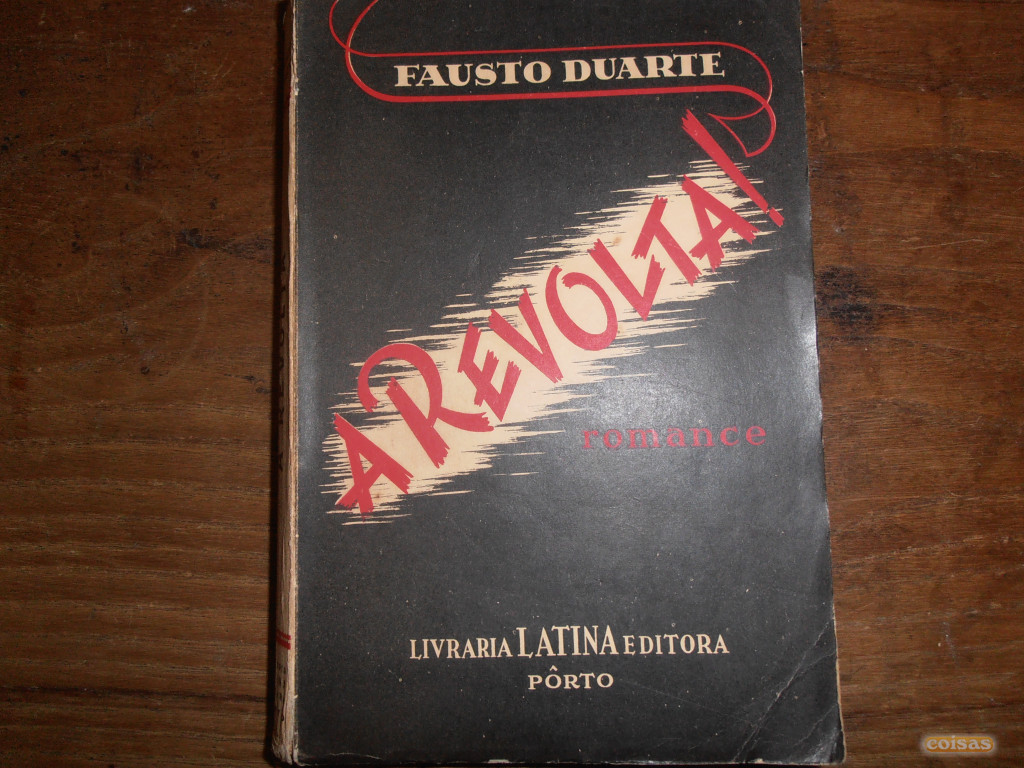 FAUSTO DUARTE
A REVOLTA!
romance
LIVRARIA LATINA EDITORA
PÔRTO
coisas